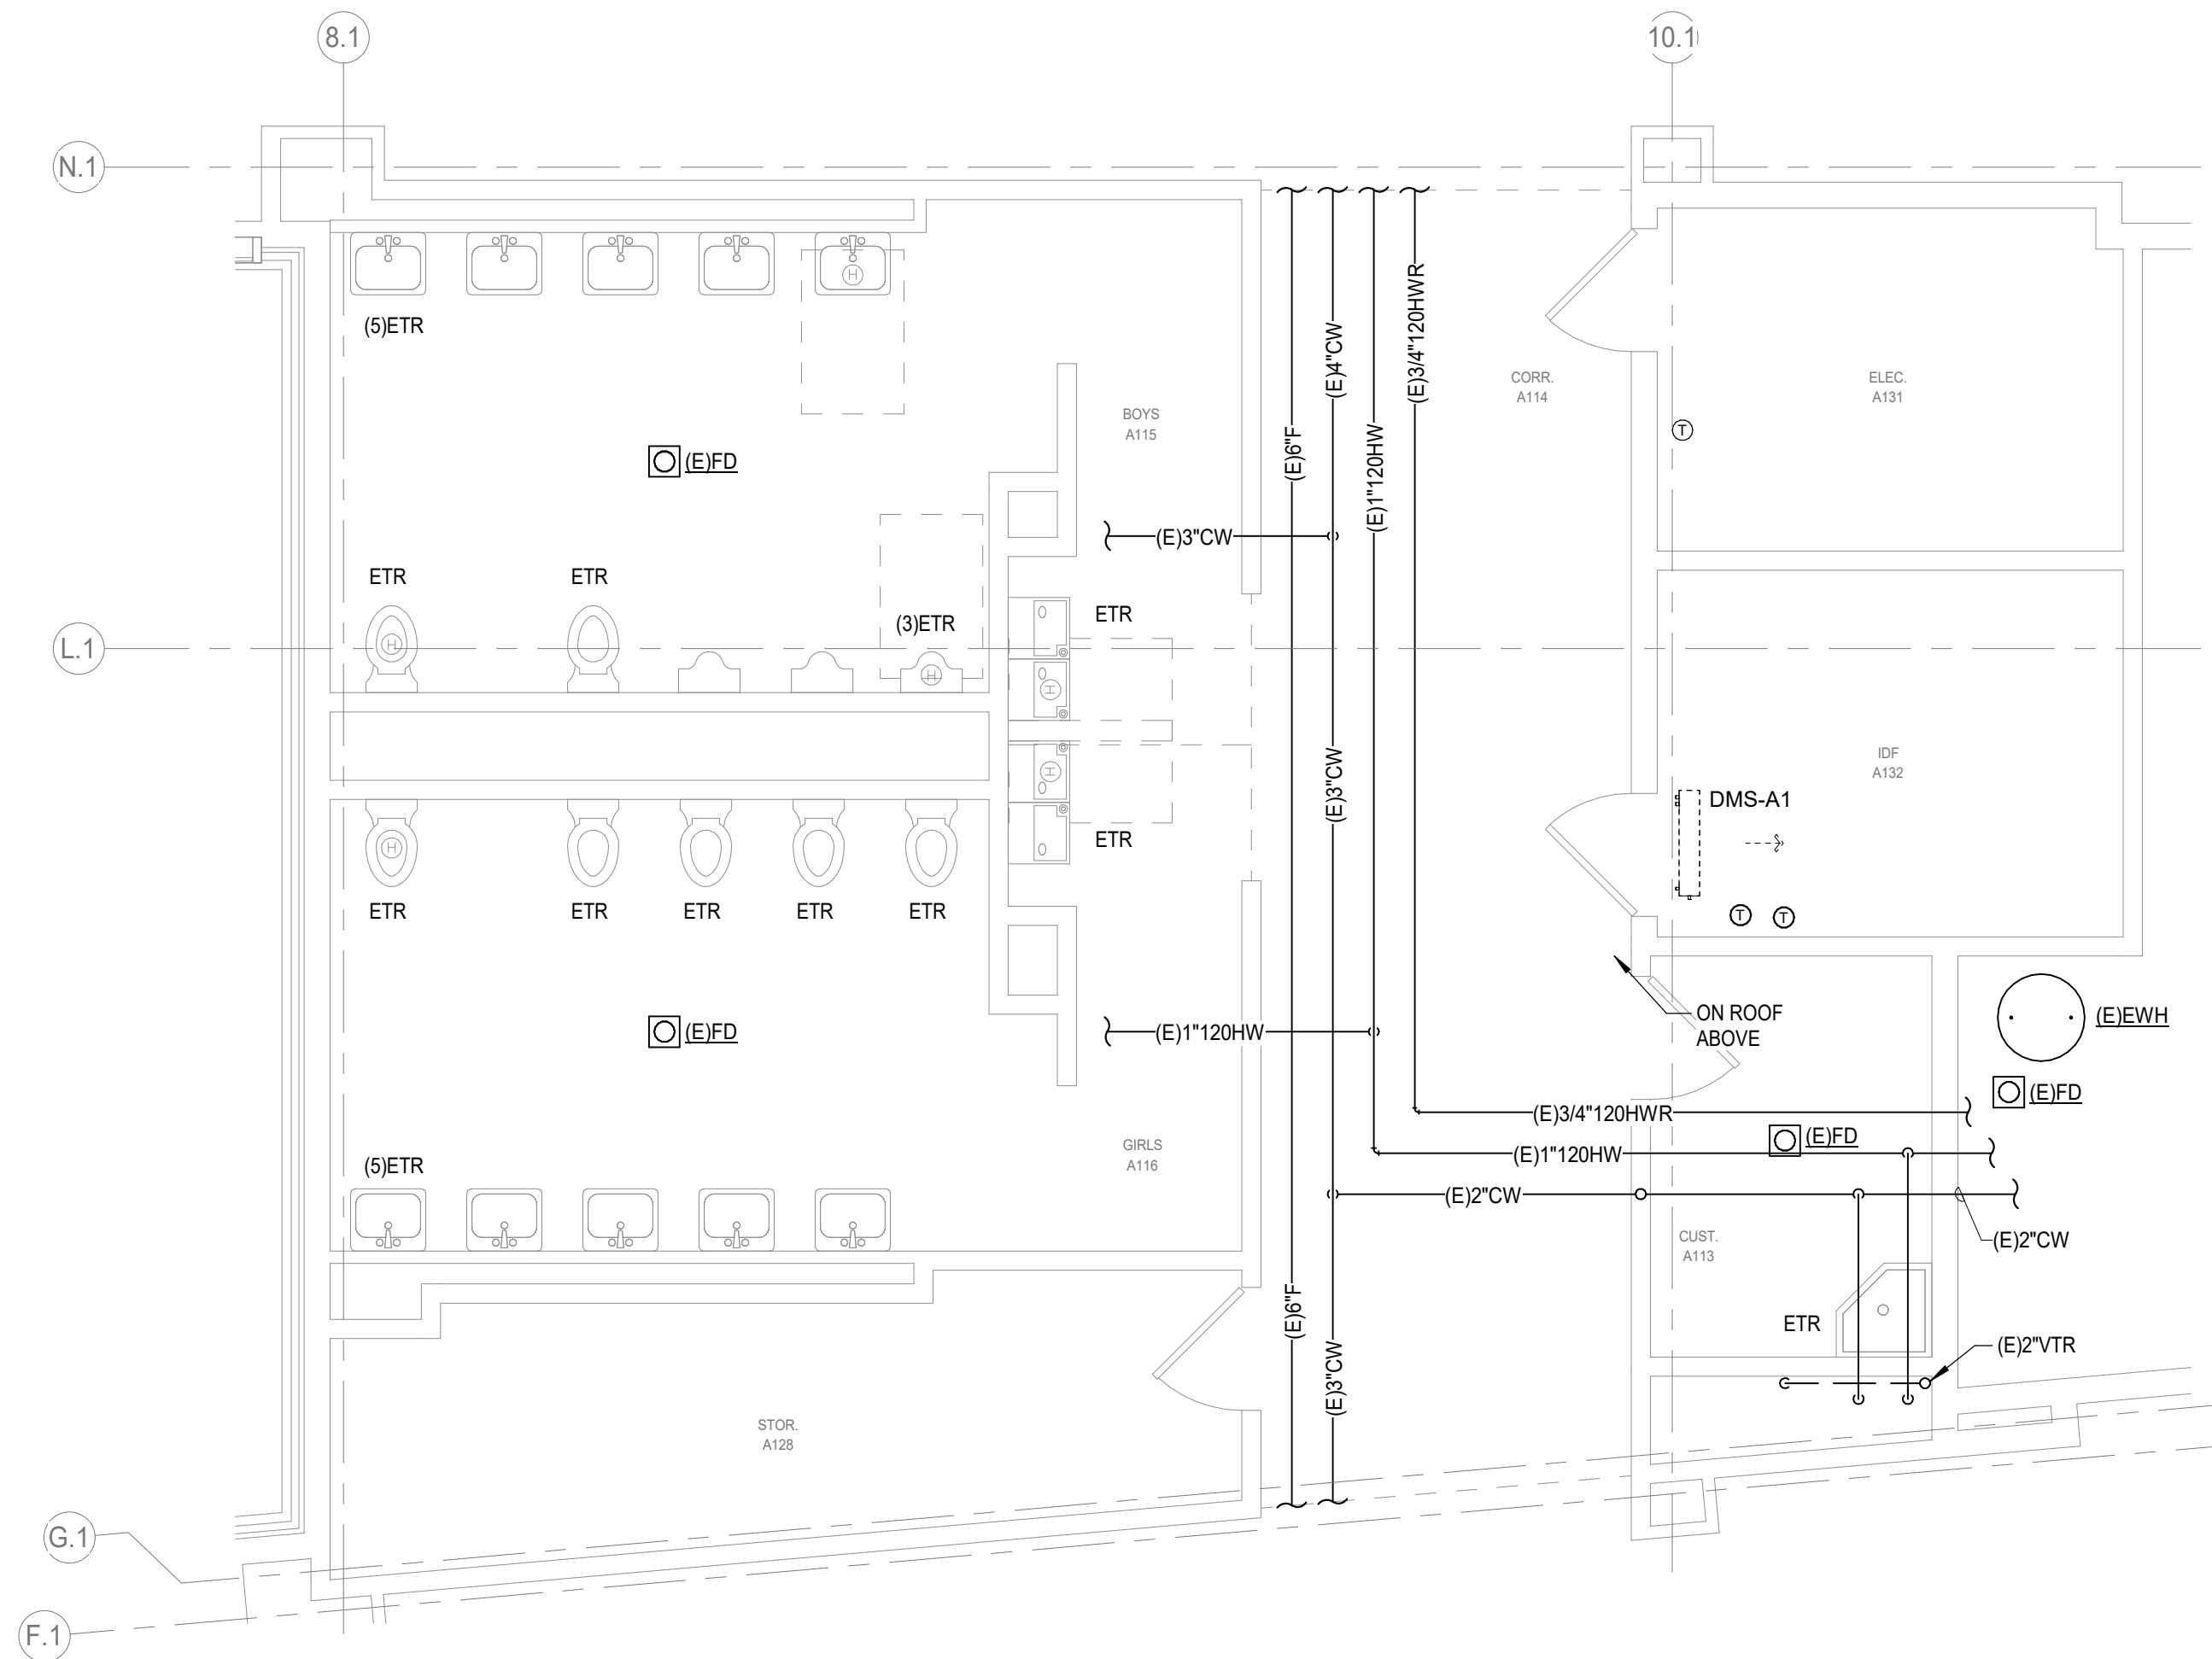 8.1
10.1
N.1
(5)ETR
(E)3/4"120HWR
(E)4"CW
CORR.
A114
ELEC.
A131
BOYS
A115
T
(E)6"F
(E)FD
(E)1"120HW
H
(E)3"CW
ETR
ETR
(3)ETR
ETR
L.1
H
H
H
IDF
A132
H
(E)3"CW
DMS-A1
ETR
H
ETR
ETR
ETR
ETR
ETR
T
T
ON ROOF
ABOVE
(E)EWH
(E)FD
(E)1"120HW
(E)FD
(E)3/4"120HWR
(E)FD
GIRLS
A116
(E)1"120HW
(5)ETR
(E)2"CW
CUST.
A113
(E)2"CW
(E)6"F
ETR
(E)2"VTR
(E)3"CW
STOR.
A128
G.1
F.1